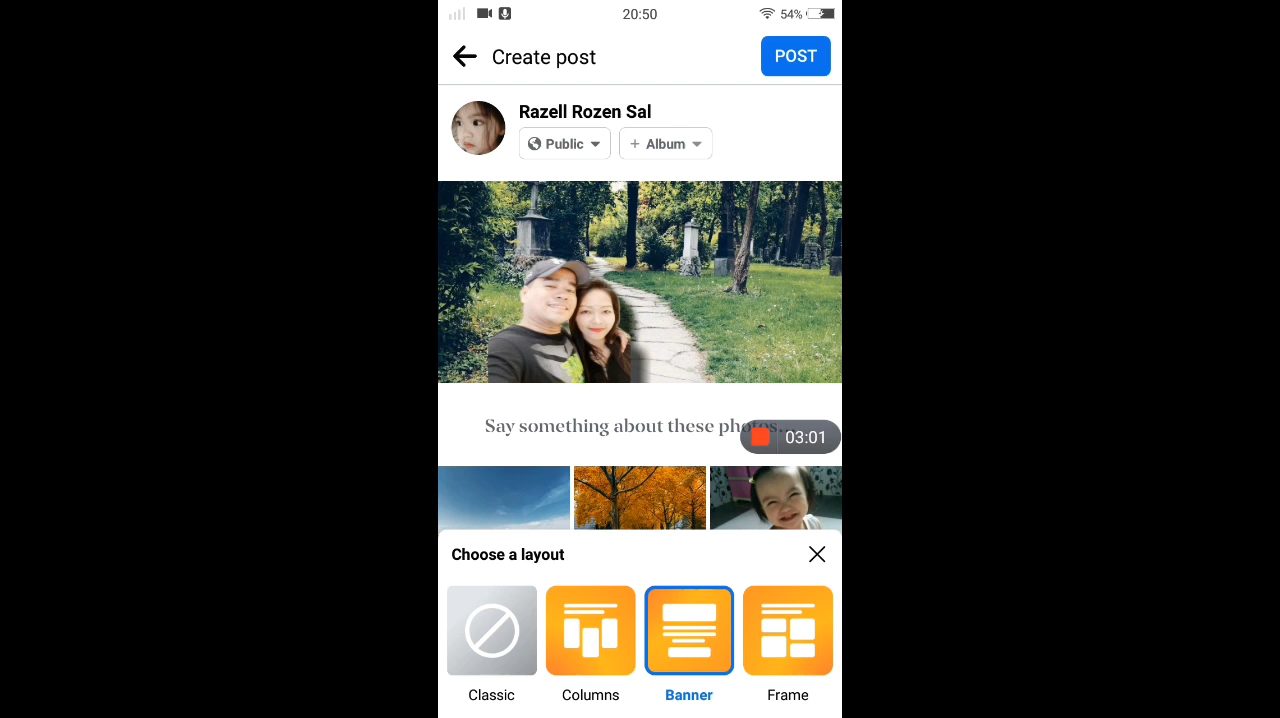 20:50
54%
Create post
POST
Razell Rozen Sal
Public
+ Album
Say something about these photos...
03:01
Choose a layout
Classic
Columns
Banner
Frame